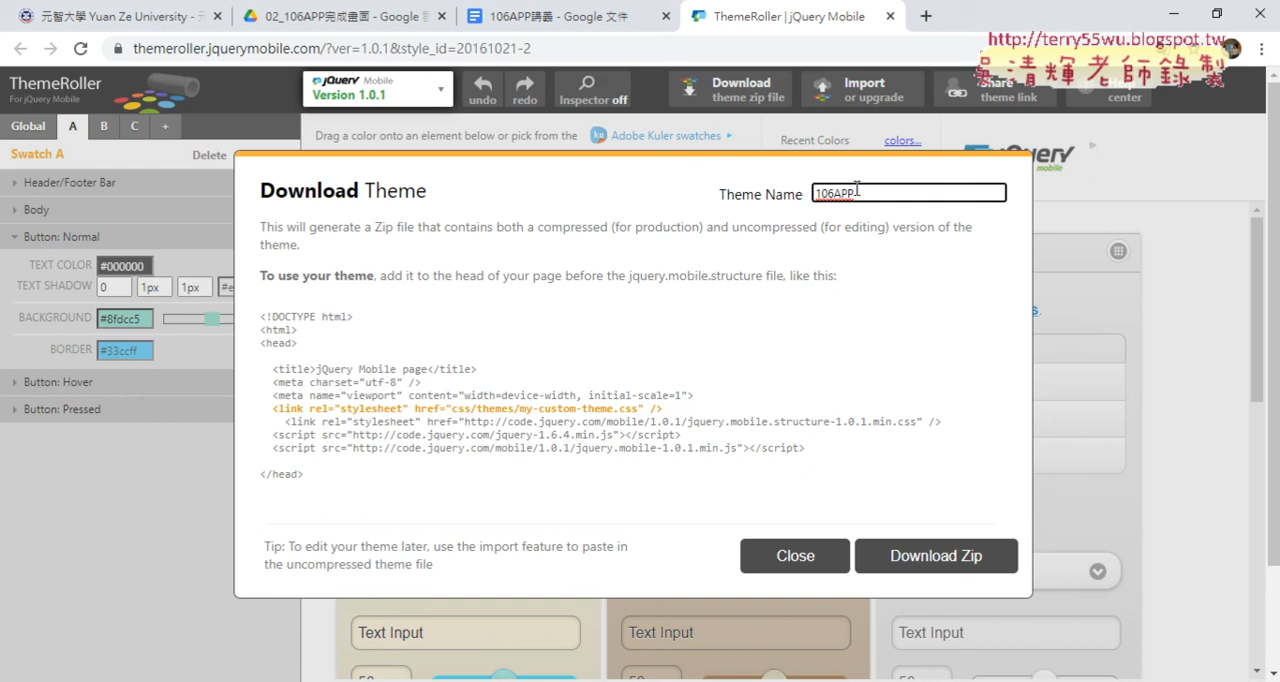 元智大學 Yuan Ze University - 元
02_106APP完成畫面 - Google 雲
106APP講義 - Google 文件
ThemeRoller | jQuery Mobile
themeroller.jquerymobile.com/?ver=1.0.1&style_id=20161021-2
http://terry55wu.blogspot.tw
吳清輝老師錄製
ThemeRoller
For jQuery Mobile
jQuery Mobile
Version 1.0.1
undo
redo
Inspector off
Download
theme zip file
Import
or upgrade
Share
theme link
Help
center
Global
A
B
C
+
Drag a color onto an element below or pick from the
Adobe Kuler swatches
Recent Colors
colors...
jQuery
mobile
Swatch A
Delete
Header/Footer Bar
Body
Button: Normal
TEXT COLOR
#000000
TEXT SHADOW
0
1px
1px
#e
BACKGROUND
#8fdcc5
BORDER
#33ccff
Button: Hover
Button: Pressed
Download Theme
Theme Name
106APP
This will generate a Zip file that contains both a compressed (for production) and uncompressed (for editing) version of the
theme.
To use your theme, add it to the head of your page before the jquery.mobile.structure file, like this:
<!DOCTYPE html>
<html>
<head>
<title>jQuery Mobile page</title>
<meta charset="utf-8" />
<meta name="viewport" content="width=device-width, initial-scale=1">
<link rel="stylesheet" href="css/themes/my-custom-theme.css" />
<link rel="stylesheet" href="http://code.jquery.com/mobile/1.0.1/jquery.mobile.structure-1.0.1.min.css" />
<script src="http://code.jquery.com/jquery-1.6.4.min.js"></script>
<script src="http://code.jquery.com/mobile/1.0.1/jquery.mobile-1.0.1.min.js"></script>
</head>
Tip: To edit your theme later, use the import feature to paste in
the uncompressed theme file
Close
Download Zip
s.
Text Input
Text Input
Text Input